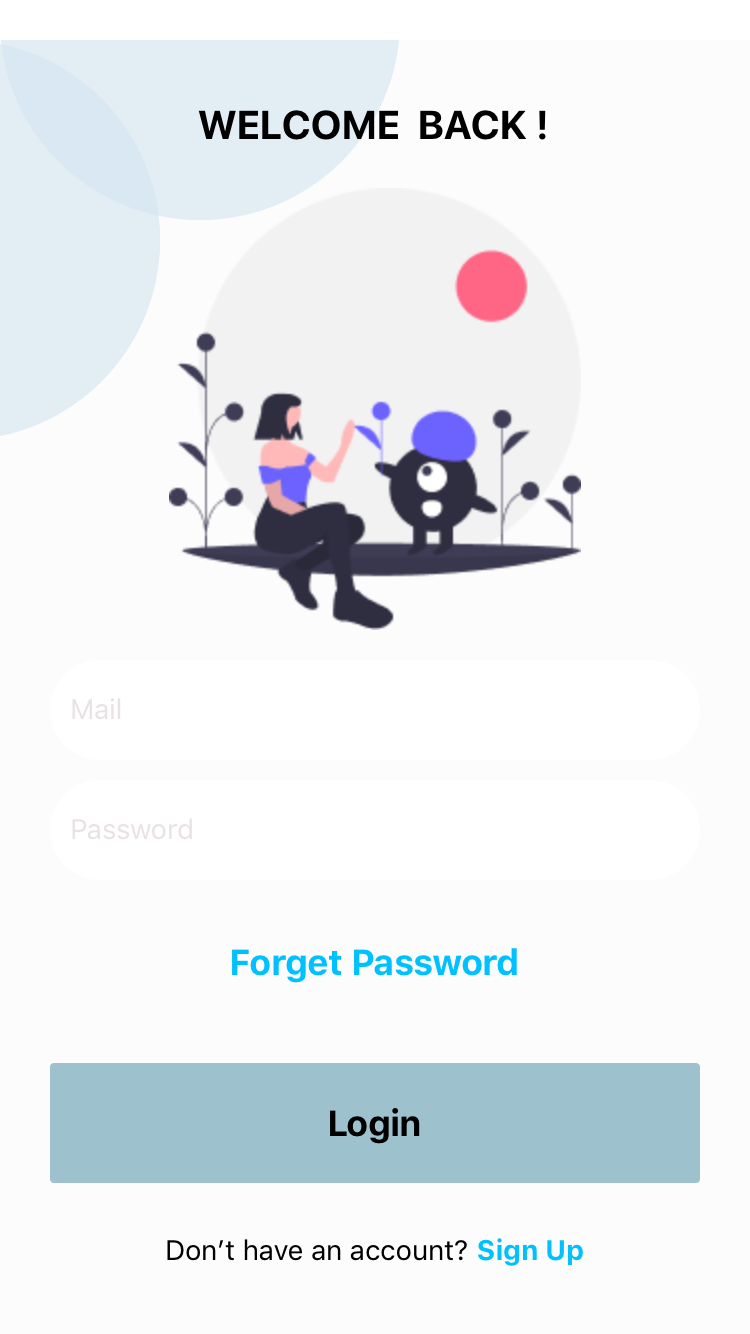 WELCOME  BACK !
Mail
Password
Forget Password
Login
Don’t have an account? Sign Up